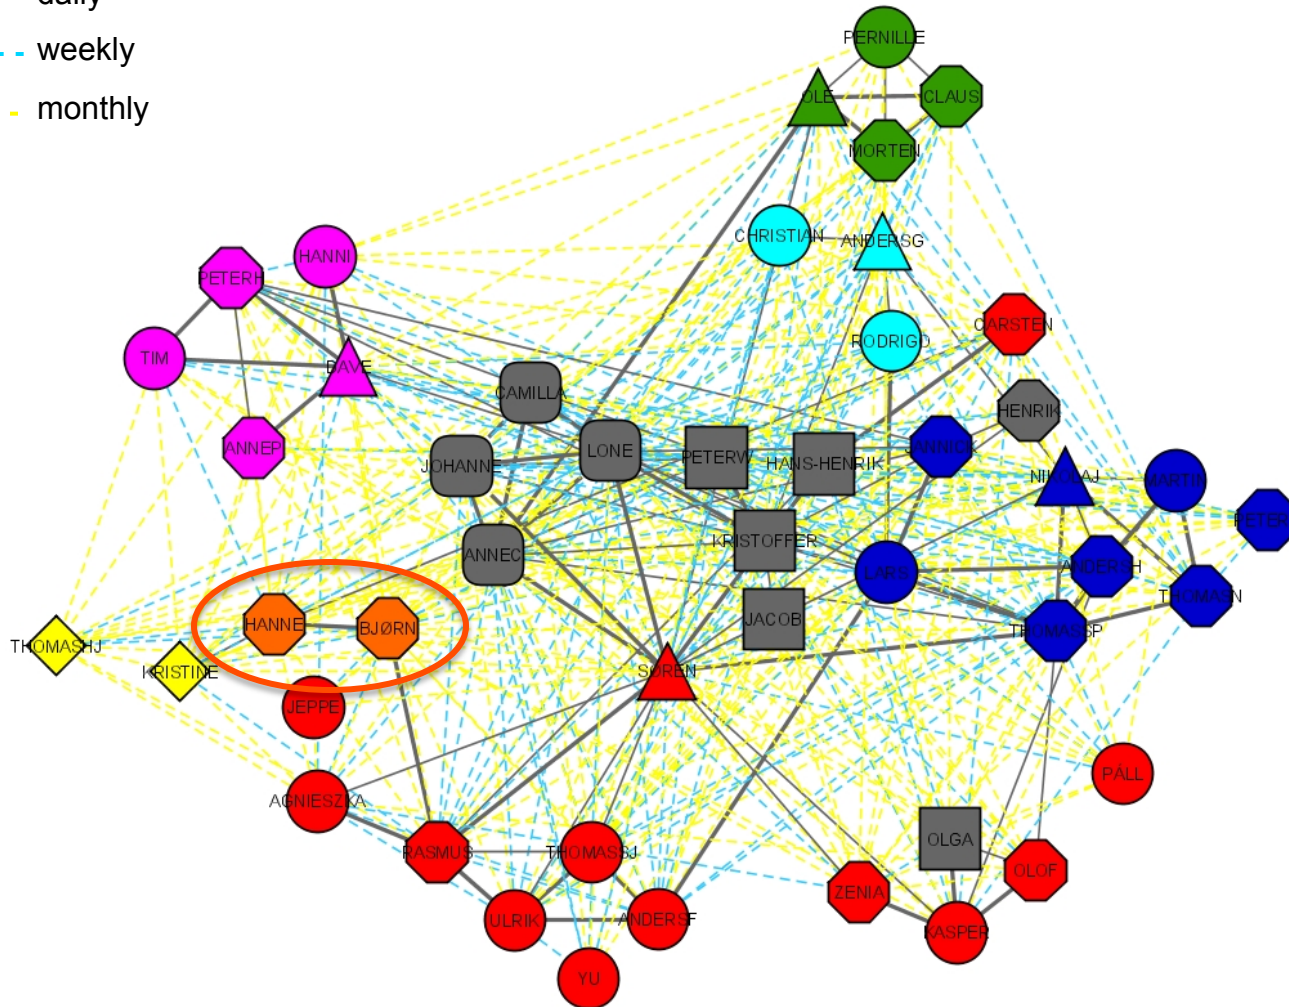 daily
weekly
monthly
PERNILLE
OLE
CLAUS
MORTEN
CHRISTIAN
ANDERSG
HANNI
PETERH
CARSTEN
RODRIGO
TIM
DAVE
CAMILLA
HENRIK
ANNEP
JOHANNE
LONE
PETERW
HANS-HENRIK
JANNICK
NIKOLAJ
MARTIN
PETER
KRISTOFFER
ANNEC
LARS
ANDERSH
THOMASN
HANNE
BJØRN
JACOB
THOMASSP
THOMASHJ
KRISTINE
SØREN
JEPPE
PÁLL
AGNIESZKA
RASMUS
THOMASSJ
OLGA
OLOF
ZENIA
ULRIK
ANDERSF
KASPER
YU